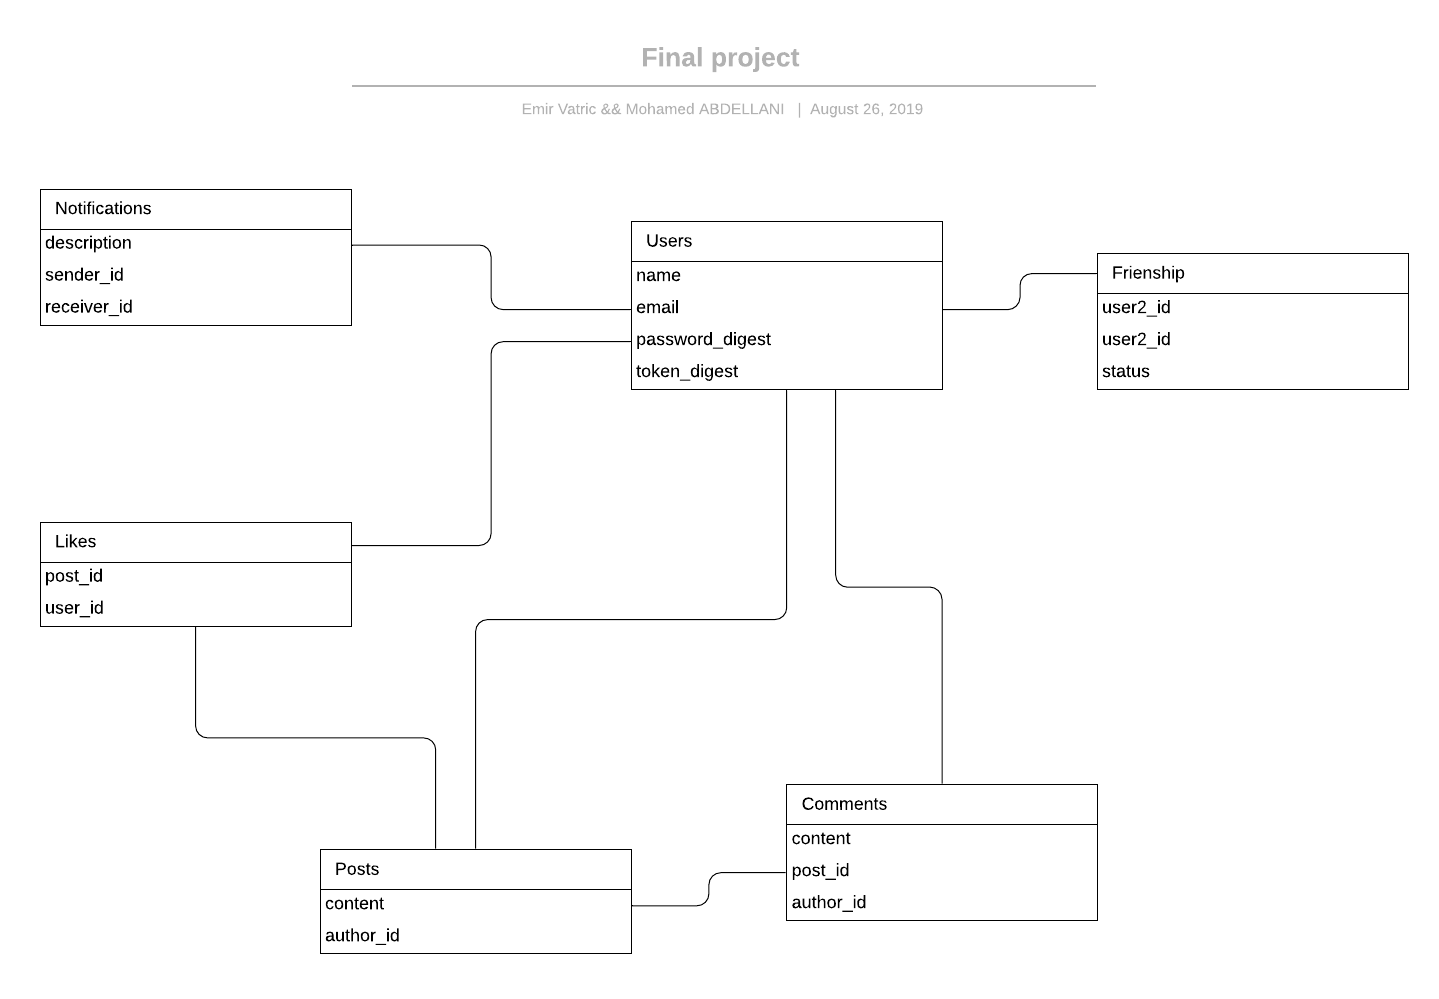 Final project
Emir Vatric && Mohamed ABDELLANI | August 26, 2019
Notifications
description
sender_id
receiver_id
Users
name
email
password_digest
token_digest
Frienship
user2_id
user2_id
status
Likes
post_id
user_id
Comments
content
post_id
author_id
Posts
content
author_id